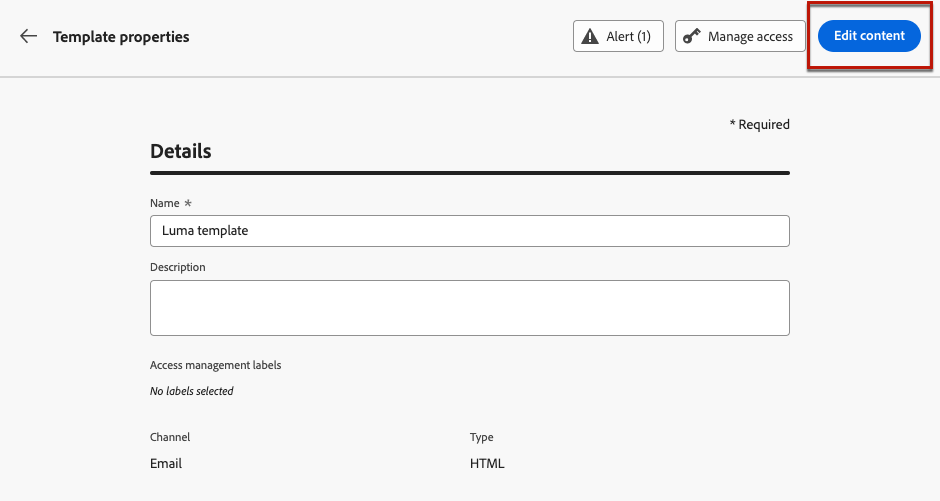 Template properties
Alert (1)
Manage access
Edit content
* Required
Details
Name *
Luma template
Description
Access management labels
No labels selected
Channel
Type
Email
HTML